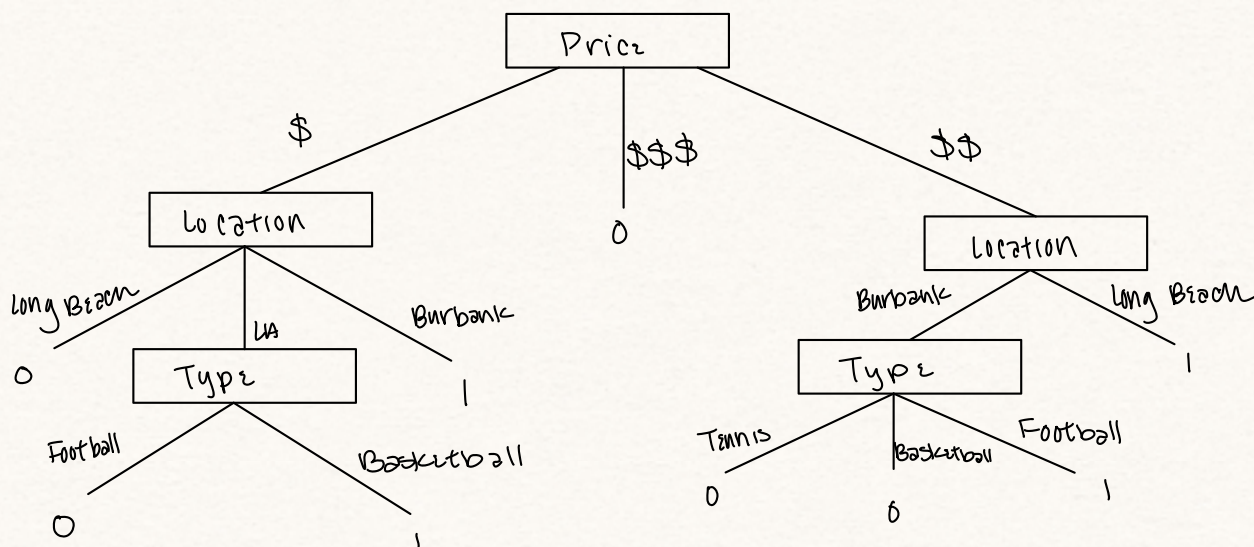 Price
$
$$$
$$
Location
0
Location
Long Beach
LA
Burbank
Burbank
Long Beach
0
Type
1
Type
1
Football
Basketball
Tennis
Basketball
Football
0
1
0
0
1